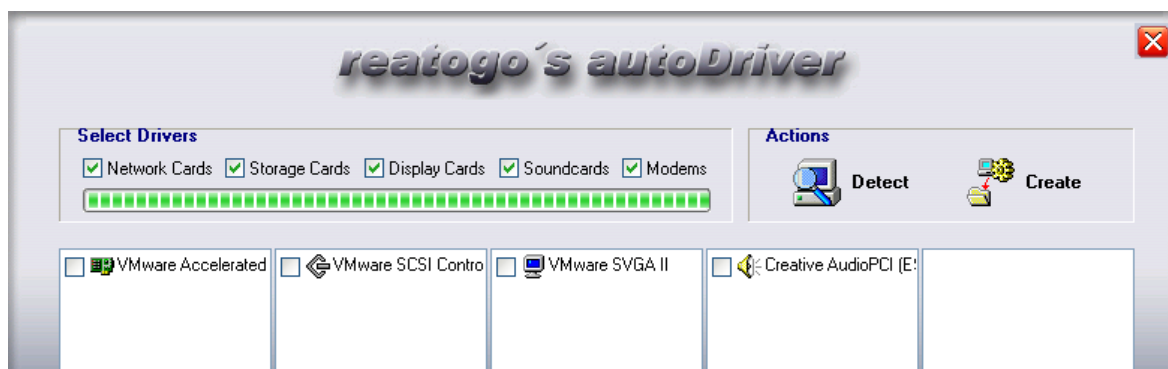 reatogo´s autoDriver
Select Drivers
Network Cards Storage Cards Display Cards Soundcards Modems
Actions
Detect Create
VMware Accelerated VMware SCSI Contro VMware SVGA II Creative AudioPCI (E